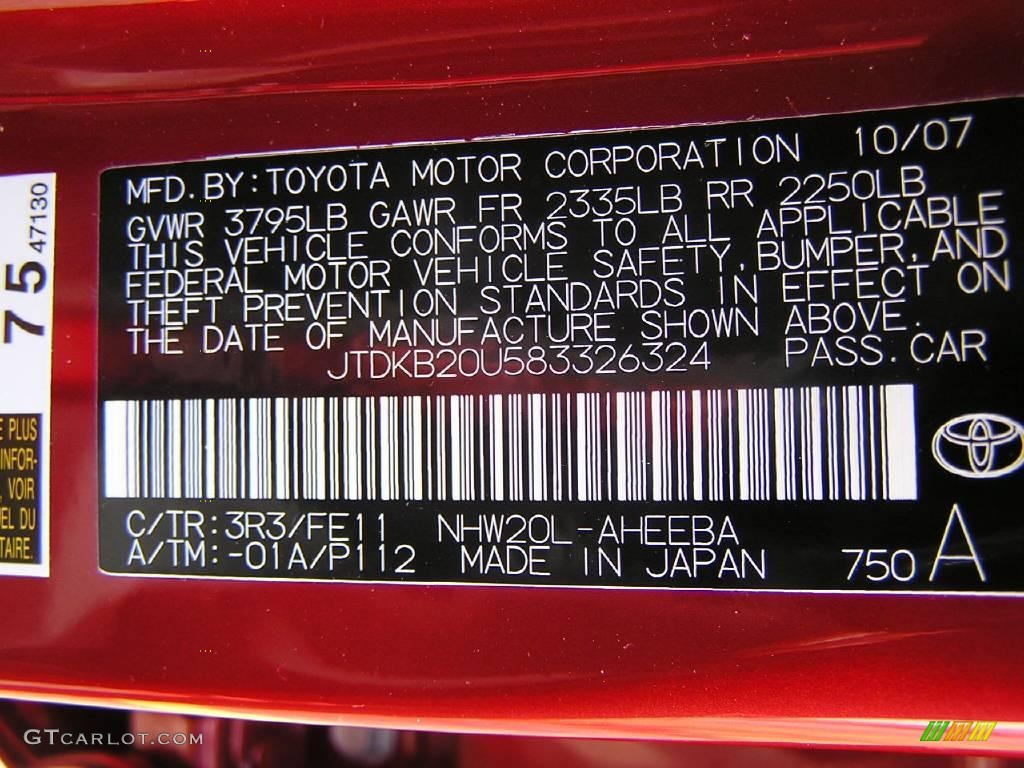 MFD. BY: TOYOTA MOTOR CORPORATION 10/07
GVWR 3795LB GAWR FR 2335LB RR 2250LB
THIS VEHICLE CONFORMS TO ALL APPLICABLE
FEDERAL MOTOR VEHICLE SAFETY, BUMPER, AND
THEFT PREVENTION STANDARDS IN EFFECT ON
THE DATE OF MANUFACTURE SHOWN ABOVE.
JTDKB20U583326324 PASS. CAR
C/TR: 3R3/FE11 NHW20L-AHEEBA
A/TM: -01A/P112 MADE IN JAPAN 750 A
75 47130
E PLUS
INFOR-
, VOIR
UEL DU
TAIRE.
GTCARLOT.COM